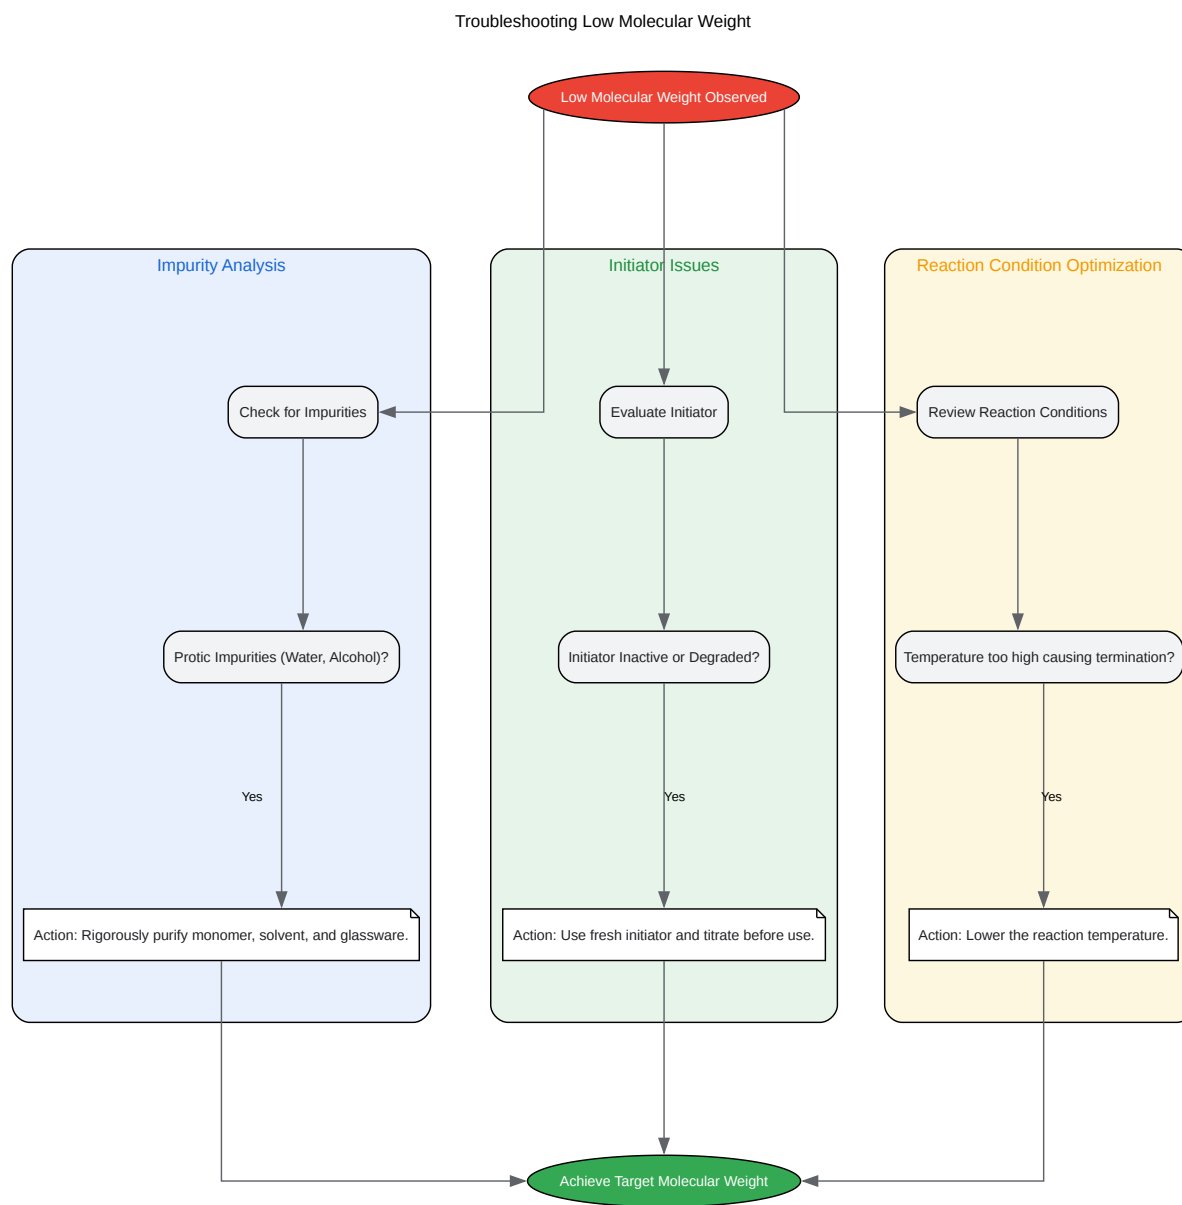 Troubleshooting Low Molecular Weight
Low Molecular Weight Observed
Impurity Analysis
Initiator Issues
Reaction Condition Optimization
Check for Impurities
Evaluate Initiator
Review Reaction Conditions
Protic Impurities (Water, Alcohol)?
Initiator Inactive or Degraded?
Temperature too high causing termination?
Yes
Yes
Yes
Action: Rigorously purify monomer, solvent, and glassware.
Action: Use fresh initiator and titrate before use.
Action: Lower the reaction temperature.
Achieve Target Molecular Weight